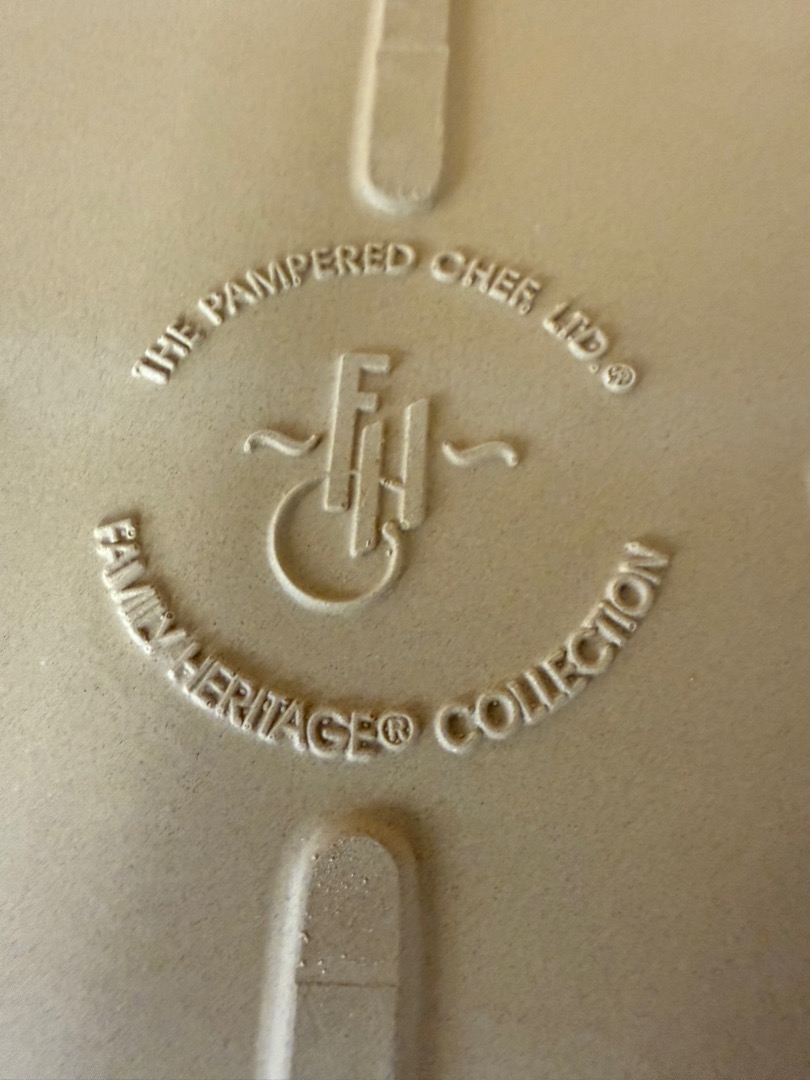 THE PAMPERED CHEF, LTD.®
FH
FAMILY HERITAGE® COLLECTION